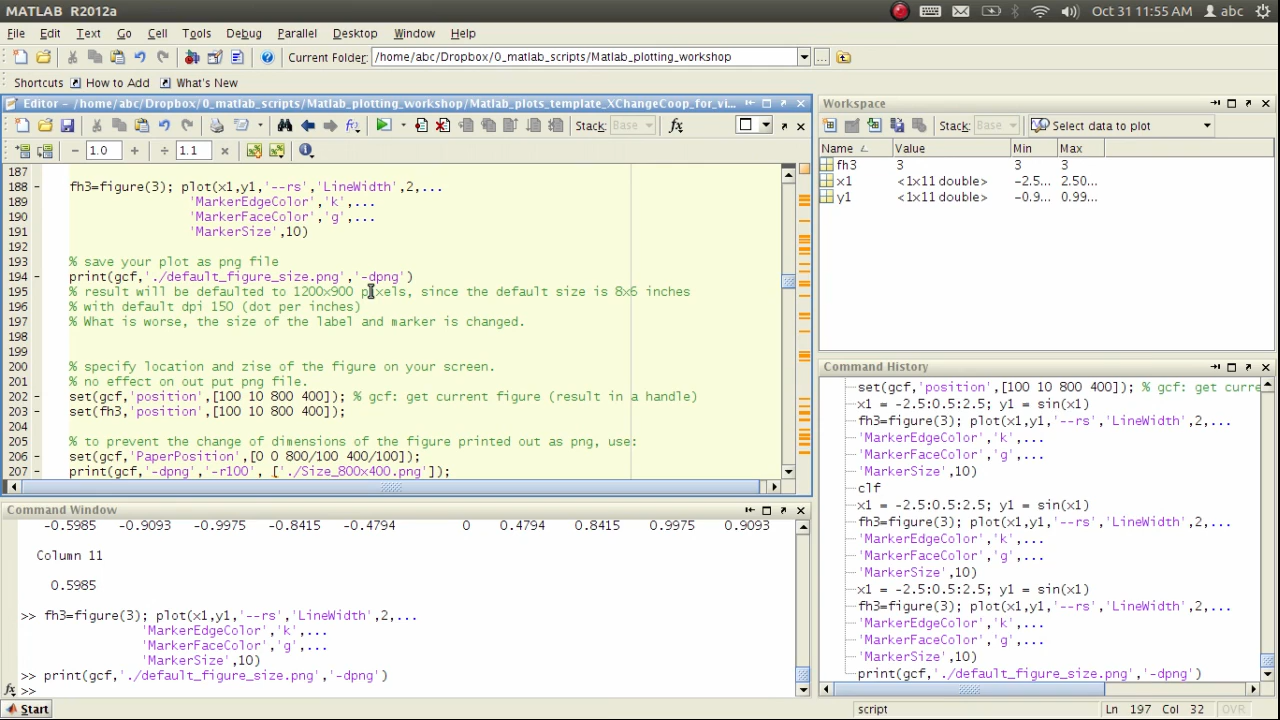 MATLAB R2012a
Oct 31 11:55 AM abc
File Edit Text Go Cell Tools Debug Parallel Desktop Window Help
Current Folder: /home/abc/Dropbox/0_matlab_scripts/Matlab_plotting_workshop
Shortcuts How to Add What's New
Editor - /home/abc/Dropbox/0_matlab_scripts/Matlab_plotting_workshop/Matlab_plots_template_XChangeCoop_for_vi...
Stack: Base
1.0 1.1
187
188 fh3=figure(3); plot(x1,y1,'--rs','LineWidth',2,...
189 'MarkerEdgeColor','k',...
190 'MarkerFaceColor','g',...
191 'MarkerSize',10)
192
193 % save your plot as png file
194 print(gcf,'./default_figure_size.png','-dpng')
195 % result will be defaulted to 1200x900 pixels, since the default size is 8x6 inches
196 % with default dpi 150 (dot per inches)
197 % What is worse, the size of the label and marker is changed.
198
199
200 % specify location and zise of the figure on your screen.
201 % no effect on out put png file.
202 set(gcf,'position',[100 10 800 400]); % gcf: get current figure (result in a handle)
203 set(fh3,'position',[100 10 800 400]);
204
205 % to prevent the change of dimensions of the figure printed out as png, use:
206 set(gcf,'PaperPosition',[0 0 800/100 400/100]);
207 print(gcf,'-dpng','-r100', ['./Size_800x400.png']);
Command Window
-0.5985 -0.9093 -0.9975 -0.8415 -0.4794 0 0.4794 0.8415 0.9975 0.9093
Column 11
0.5985
>> fh3=figure(3); plot(x1,y1,'--rs','LineWidth',2,...
'MarkerEdgeColor','k',...
'MarkerFaceColor','g',...
'MarkerSize',10)
>> print(gcf,'./default_figure_size.png','-dpng')
>>
Workspace
Stack: Base Select data to plot
Name Value Min Max
fh3 3 3 3
x1 <1x11 double> -2.5... 2.50...
y1 <1x11 double> -0.9... 0.99...
Command History
set(gcf,'position',[100 10 800 400]); % gcf: get curre
x1 = -2.5:0.5:2.5; y1 = sin(x1)
fh3=figure(3); plot(x1,y1,'--rs','LineWidth',2,...
'MarkerEdgeColor','k',...
'MarkerFaceColor','g',...
'MarkerSize',10)
clf
x1 = -2.5:0.5:2.5; y1 = sin(x1)
fh3=figure(3); plot(x1,y1,'--rs','LineWidth',2,...
'MarkerEdgeColor','k',...
'MarkerFaceColor','g',...
'MarkerSize',10)
x1 = -2.5:0.5:2.5; y1 = sin(x1)
fh3=figure(3); plot(x1,y1,'--rs','LineWidth',2,...
'MarkerEdgeColor','k',...
'MarkerFaceColor','g',...
'MarkerSize',10)
print(gcf,'./default_figure_size.png','-dpng')
Start script Ln 197 Col 32 OVR